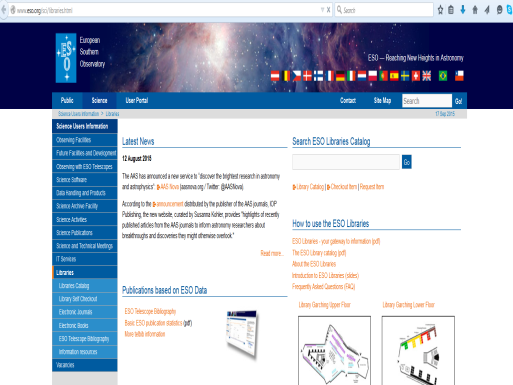 www.eso.org/sci/libraries.html
Search
European
Southern
Observatory
ESO — Reaching New Heights in Astronomy
Public
Science
User Portal
Contact
Site Map
Search
Go!
Science Users Information > Libraries
17 Sep 2015
Science Users Information
Observing Facilities
Future Facilities and Development
Observing with ESO Telescopes
Science Software
Data Handling and Products
Science Archive Facility
Science Activities
Science Publications
Science and Technical Meetings
IT Services
Libraries
Libraries Catalog
Library Self Checkout
Electronic Journals
Electronic Books
ESO Telescope Bibliography
Information resources
Vacancies
Latest News
12 August 2015
The AAS has announced a new service to "discover the brightest research in astronomy
and astrophysics": AAS Nova (aasnova.org / Twitter: @AASNova)
According to the announcement distributed by the publisher of the AAS journals, IOP
Publishing, the new website, curated by Susanna Kohler, provides "highlights of recently
published articles from the AAS journals to inform astronomy researchers about
breakthroughs and discoveries they might otherwise overlook."
Read more...
Publications based on ESO Data
ESO Telescope Bibliography
Basic ESO publication statistics (pdf)
More telbib information
Search ESO Libraries Catalog
Go
Library Catalog | Checkout Item | Request Item
How to use the ESO Libraries
ESO Libraries - your gateway to information (pdf)
The ESO Library catalog (pdf)
About the ESO Libraries
Introduction to ESO Libraries (slides)
Frequently Asked Questions (FAQ)
Library Garching Upper Floor
Library Garching Lower Floor